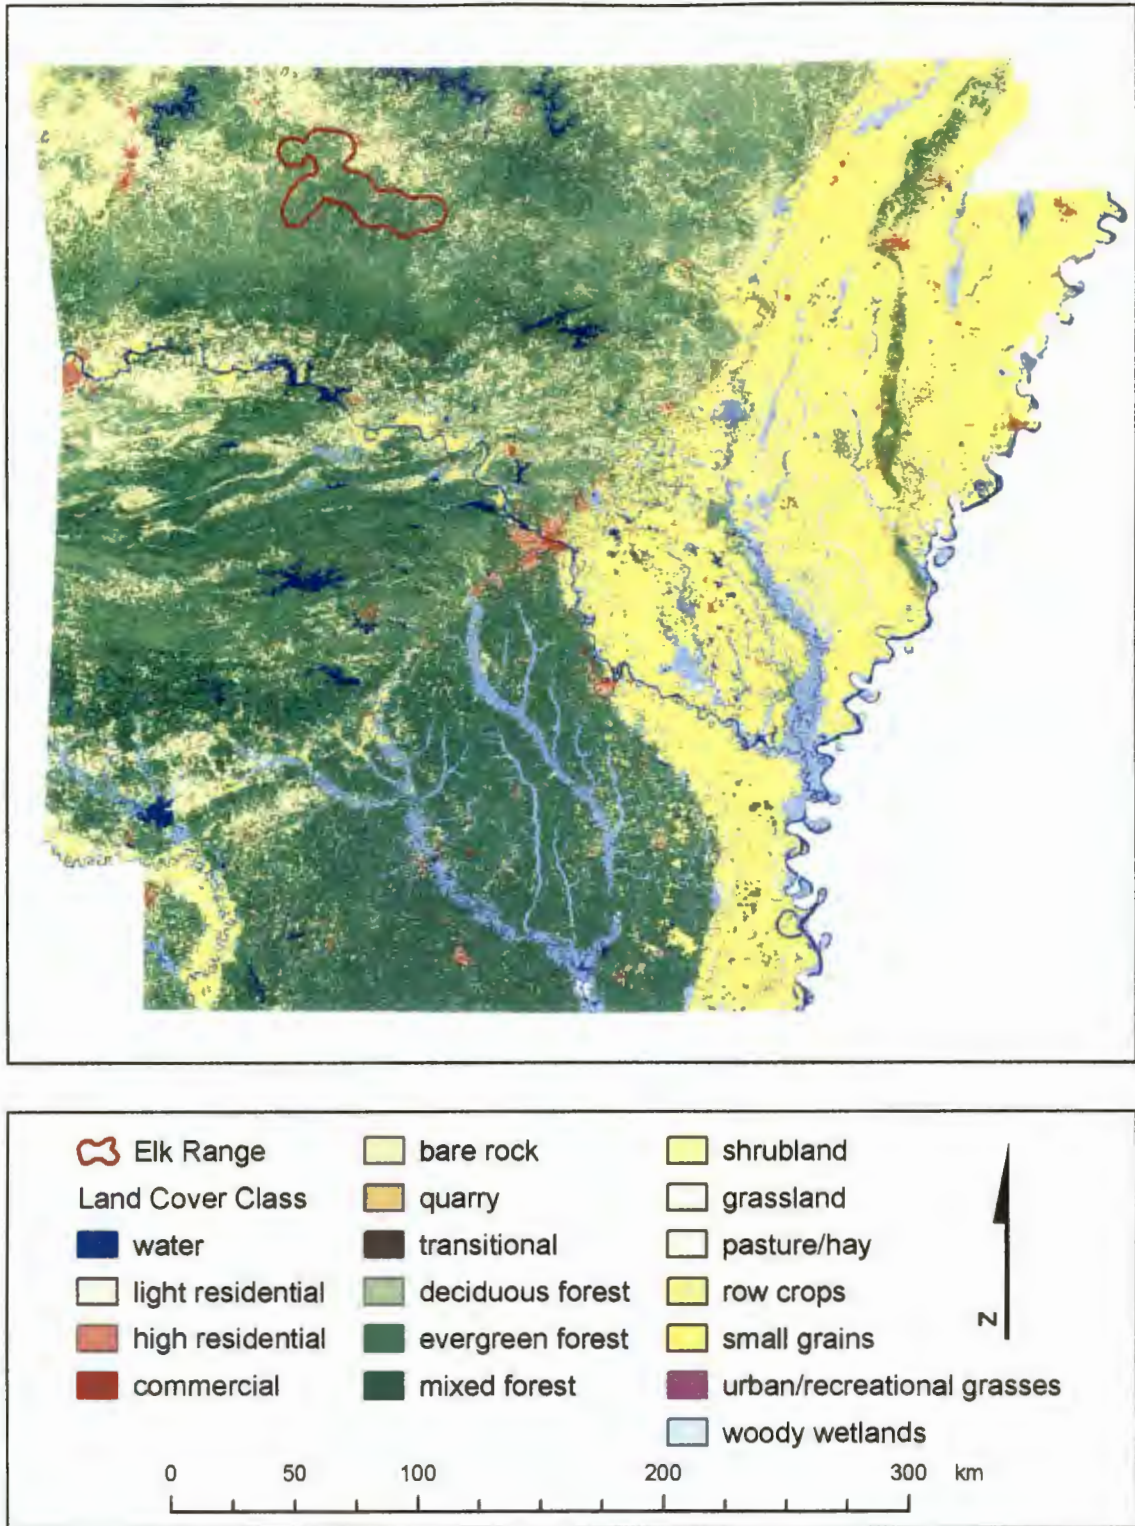 Elk Range
Land Cover Class
water
light residential
high residential
commercial
bare rock
quarry
transitional
deciduous forest
evergreen forest
mixed forest
shrubland
grassland
pasture/hay
row crops
small grains
urban/recreational grasses
woody wetlands
N
0 50 100 200 300 km